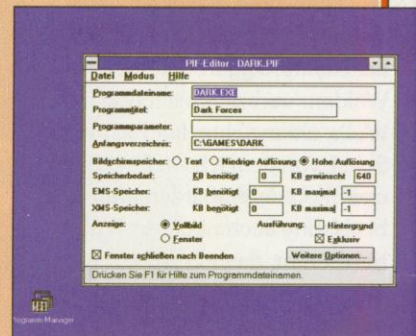 PIF-Editor - DARK.PIF
Datei Modus Hilfe
Programmdateiname: DARK.EXE
Programmtitel: Dark Forces
Programmparameter:
Anfangsverzeichnis: C:\GAMES\DARK
Bildschirmspeicher: Text Niedrige Auflösung Hohe Auflösung
Speicherbedarf: KB benötigt 0 KB erwünscht 640
EMS-Speicher: KB benötigt 0 KB maximal -1
XMS-Speicher: KB benötigt 0 KB maximal -1
Anzeige: Vollbild Ausführung: Hintergrund
Fenster Exklusiv
Fenster schließen nach Beenden Weitere Optionen...
Drücken Sie F1 für Hilfe zum Programmdateinamen.
Programm-Manager